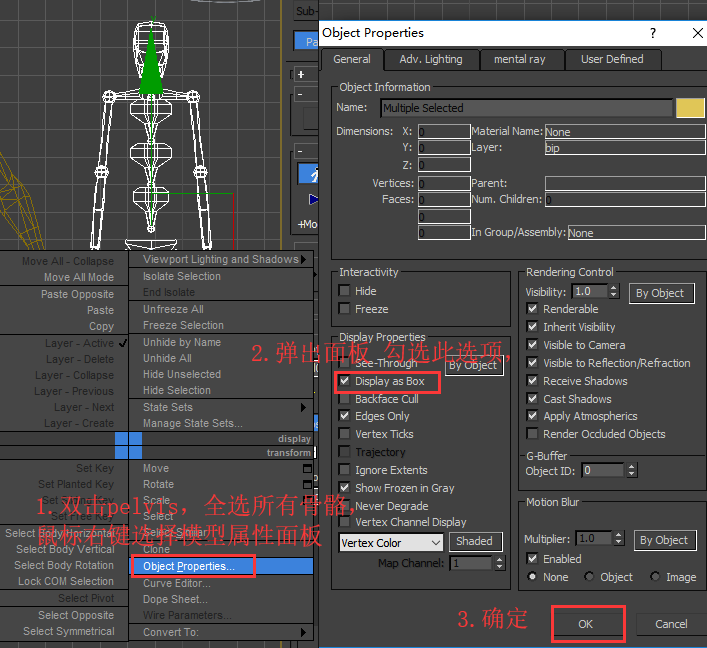 Sub-
Pa
+
-
-
+Mo
Object Properties
?
General
Adv. Lighting
mental ray
User Defined
Object Information
Name:
Multiple Selected
Dimensions: X: 0
Material Name: None
Y: 0
Layer: bip
Z: 0
Vertices: 0
Parent:
Faces: 0
Num. Children: 0
0
0
In Group/Assembly: None
Interactivity
Hide
Freeze
Display Properties
See-Through
By Object
Display as Box
Backface Cull
Edges Only
Vertex Ticks
Trajectory
Ignore Extents
Show Frozen in Gray
Never Degrade
Vertex Channel Display
Vertex Color
Shaded
Map Channel: 1
Rendering Control
Visibility: 1.0
By Object
Renderable
Inherit Visibility
Visible to Camera
Visible to Reflection/Refraction
Receive Shadows
Cast Shadows
Apply Atmospherics
Render Occluded Objects
G-Buffer
Object ID: 0
Motion Blur
Multiplier: 1.0
By Object
Enabled
None
Object
Image
OK
Cancel
Move All - Collapse
Move All Mode
Paste Opposite
Paste
Copy
Layer - Active
Layer - Delete
Layer - Collapse
Layer - Previous
Layer - Next
Layer - Create
Viewport Lighting and Shadows
Isolate Selection
End Isolate
Unfreeze All
Freeze Selection
Unhide by Name
Unhide All
Hide Unselected
Hide Selection
State Sets
Manage State Sets...
display
transform
Set Key
Set Planted Key
Set Free Key
Select Body Horizontal
Select Body Vertical
Select Body Rotation
Lock COM Selection
Select Pivot
Select Opposite
Select Symmetrical
Move
Rotate
Scale
Select
Select Similar
Clone
Object Properties...
Curve Editor...
Dope Sheet...
Wire Parameters...
Convert To:
1.双击pelyis，全选所有骨骼，
鼠标右键选择模型属性面板
2.弹出面板 勾选此选项，
3.确定